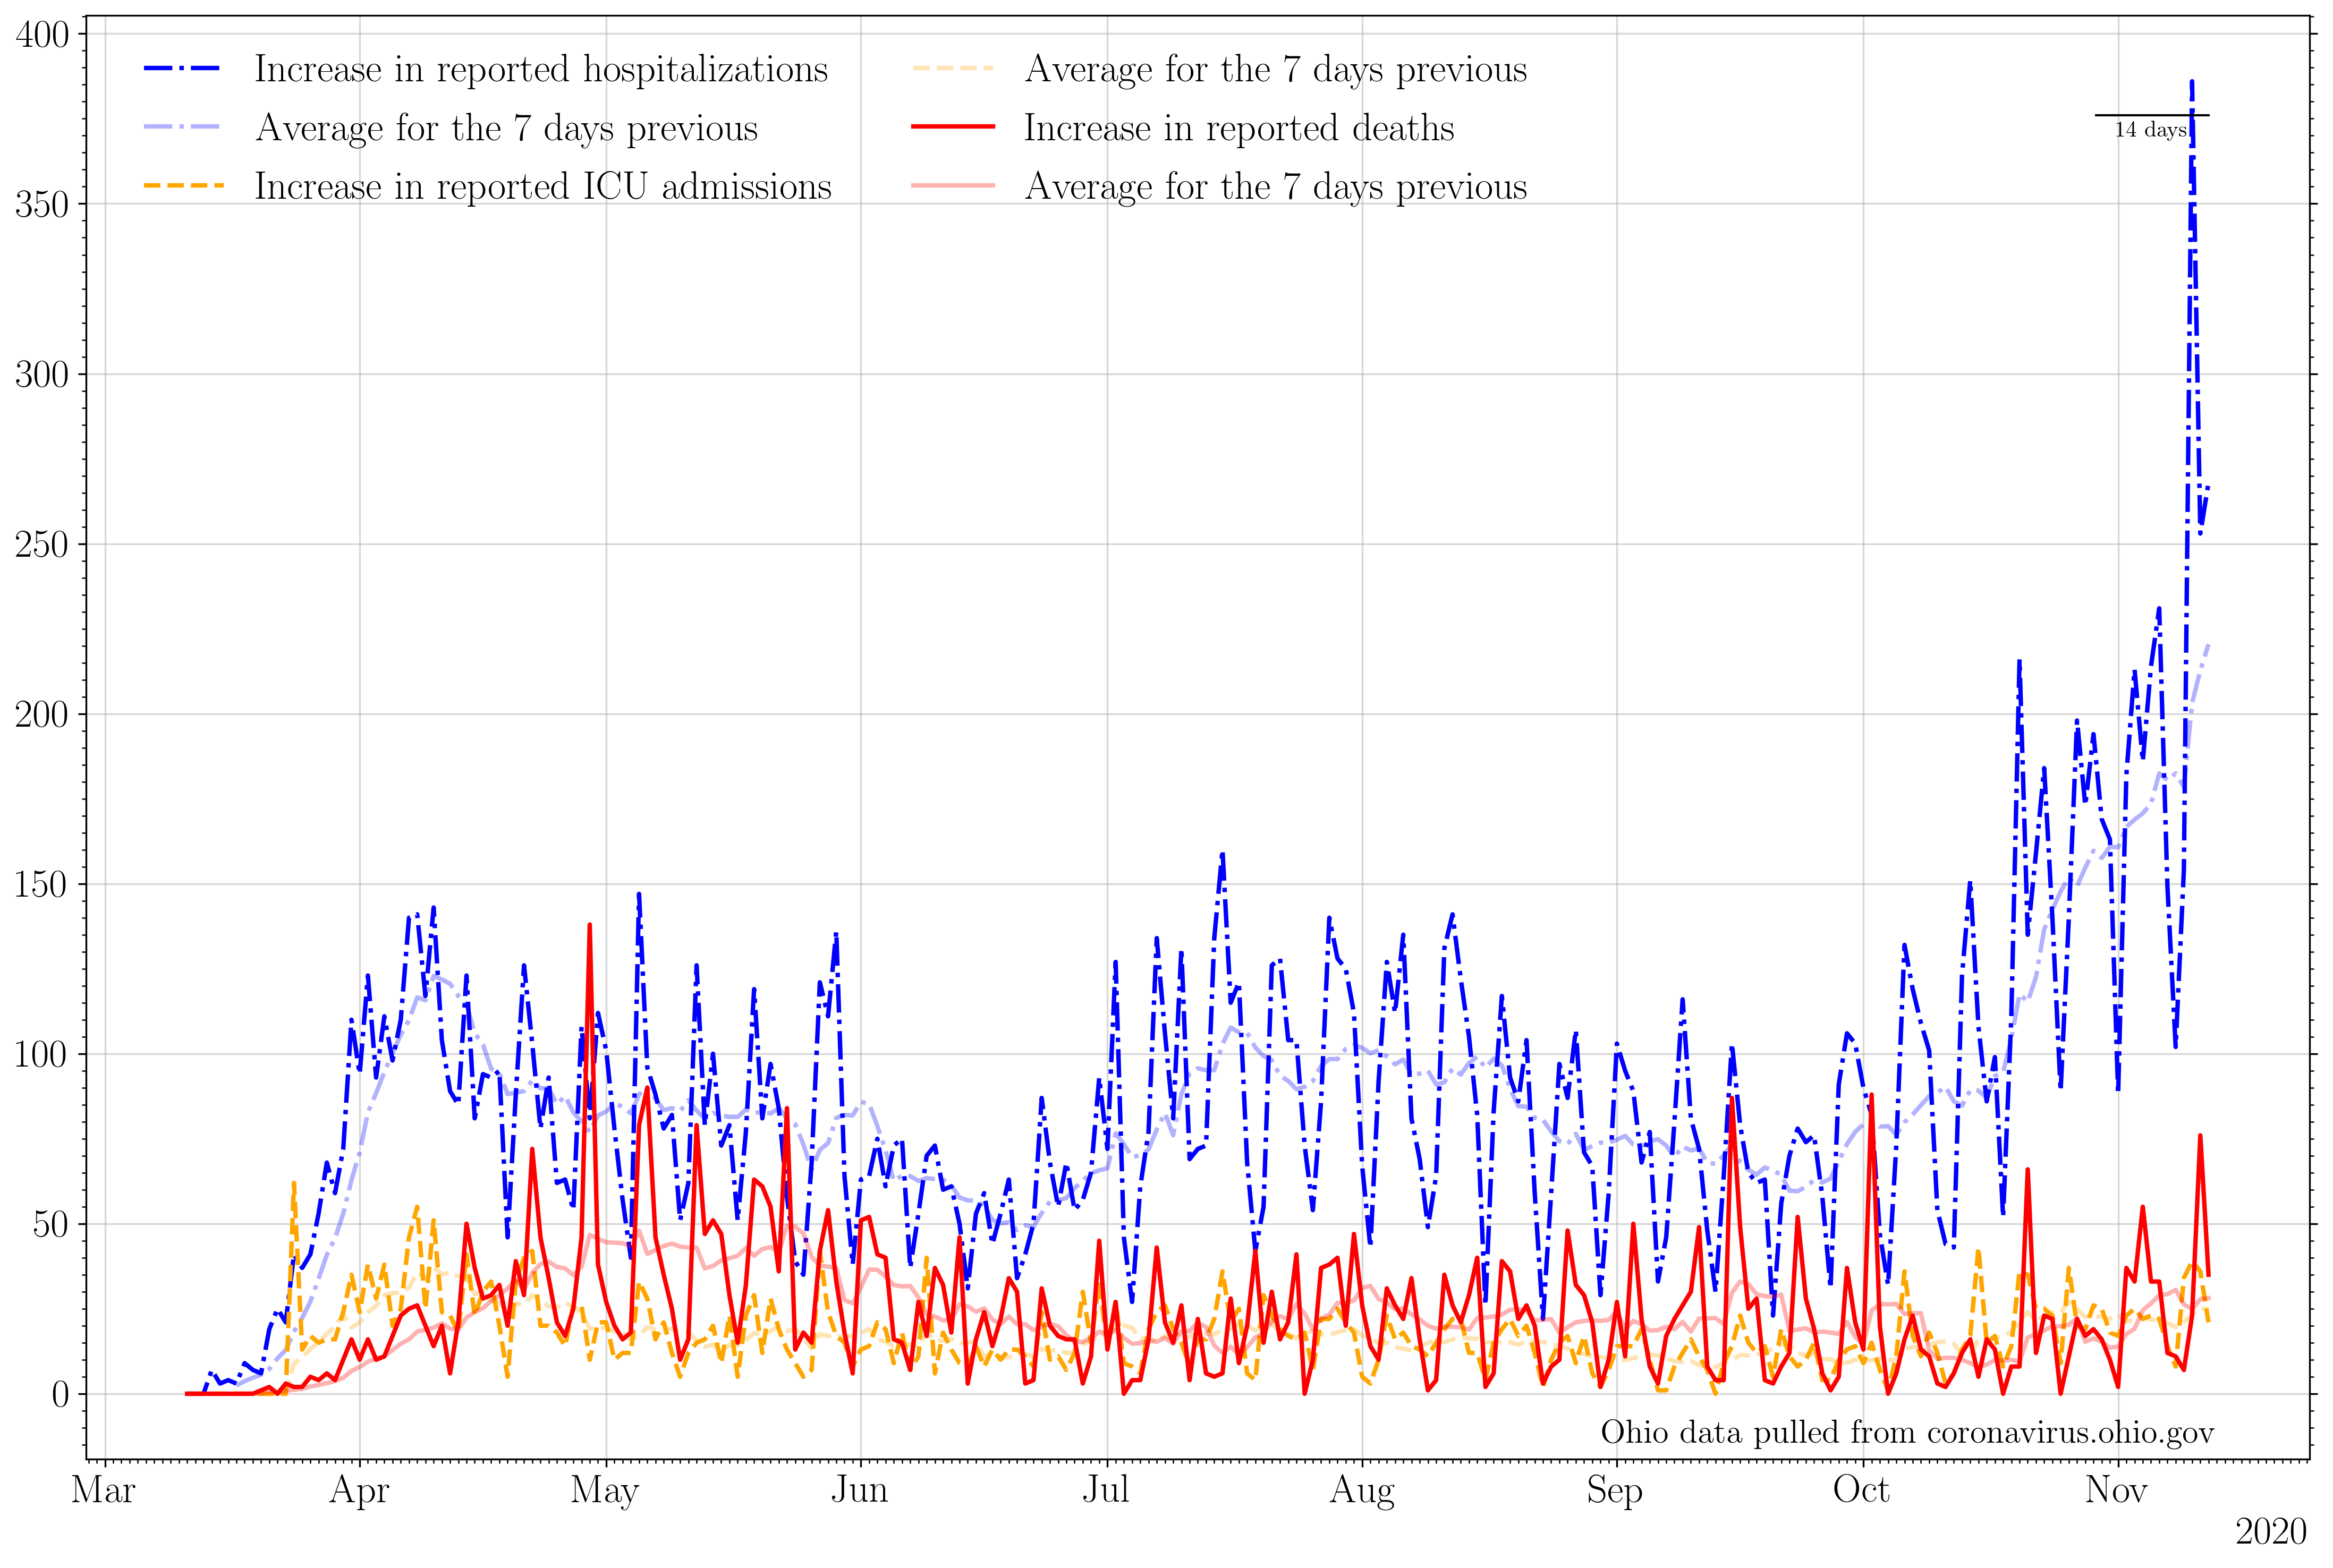 400
350
300
250
200
150
100
50
0
Increase in reported hospitalizations
Average for the 7 days previous
Increase in reported ICU admissions
Average for the 7 days previous
Increase in reported deaths
Average for the 7 days previous
14 days
Ohio data pulled from coronavirus.ohio.gov
Mar Apr May Jun Jul Aug Sep Oct Nov
2020